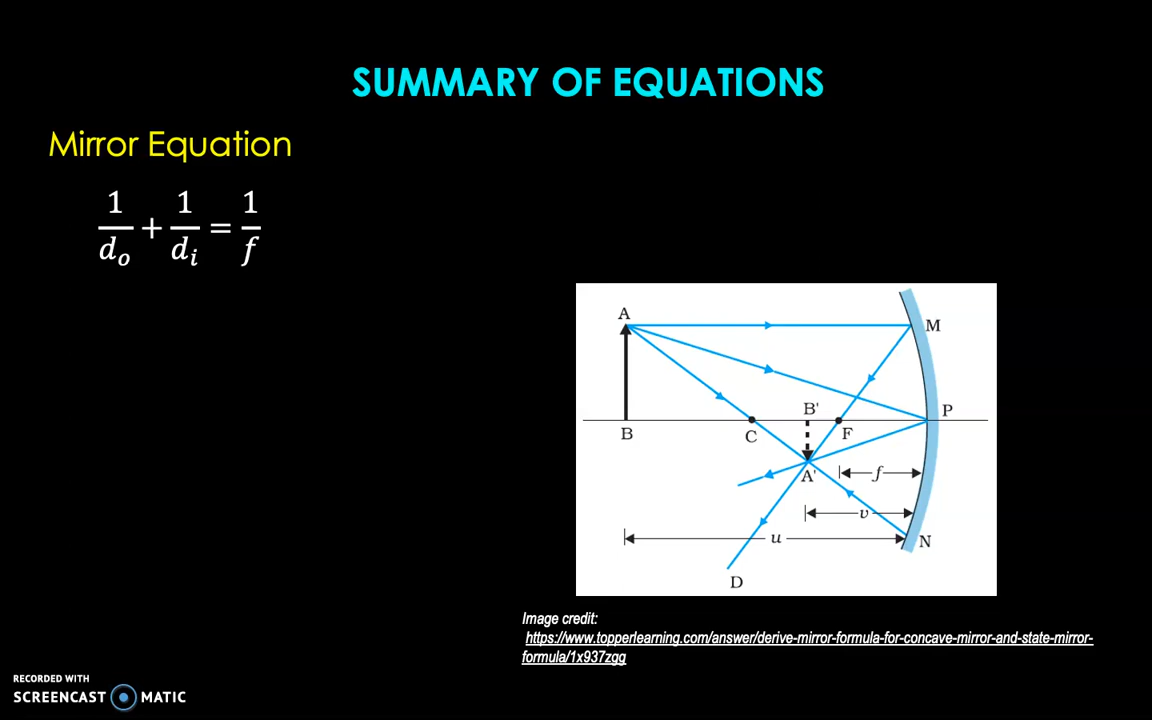 SUMMARY OF EQUATIONS
Mirror Equation
1/d_o + 1/d_i = 1/f
A
M
B'
P
B
C
F
A'
f
v
u
N
D
Image credit:
https://www.topperlearning.com/answer/derive-mirror-formula-for-concave-mirror-and-state-mirror-
formula/1x937zgg
RECORDED WITH
SCREENCAST MATIC